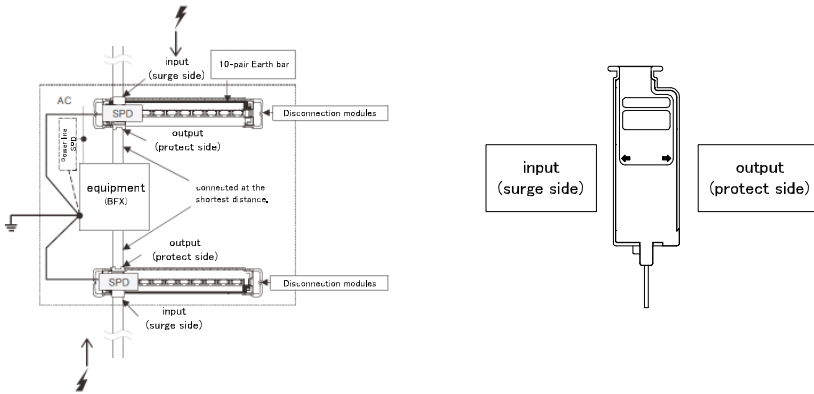 input
(surge side)
10-pair Earth bar
AC
SPD
Disconnection modules
output
(protect side)
Power line
SPD
equipment
(BFX)
connected at the
shortest distance.
output
(protect side)
SPD
Disconnection modules
input
(surge side)
input
(surge side)
output
(protect side)